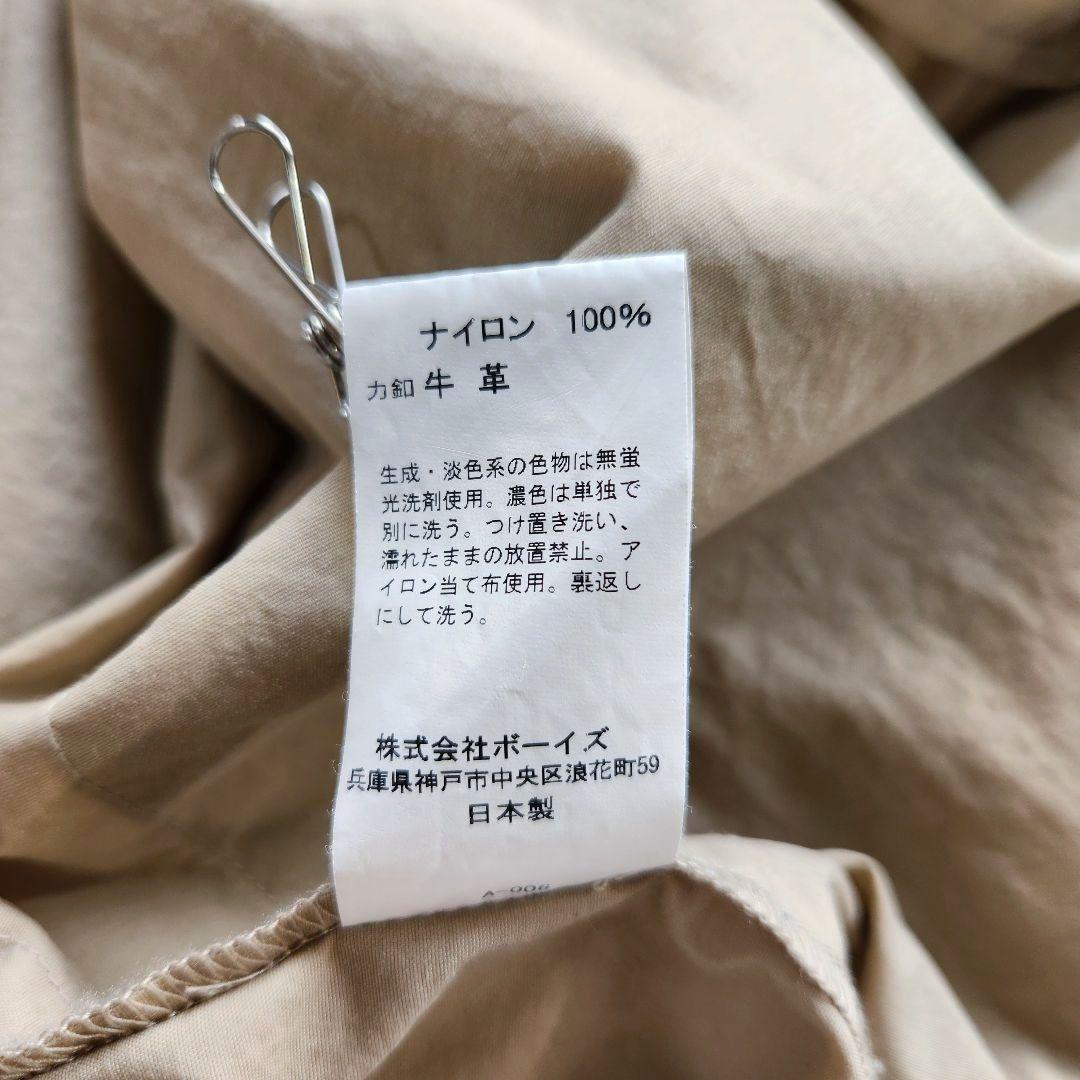 ナイロン 100%
力釦 牛 革
生成・淡色系の色物は無蛍
光洗剤使用。濃色は単独で
別に洗う。つけ置き洗い、
濡れたままの放置禁止。ア
イロン当て布使用。裏返し
にして洗う。
株式会社ボーイズ
兵庫県神戸市中央区浪花町59
日本製